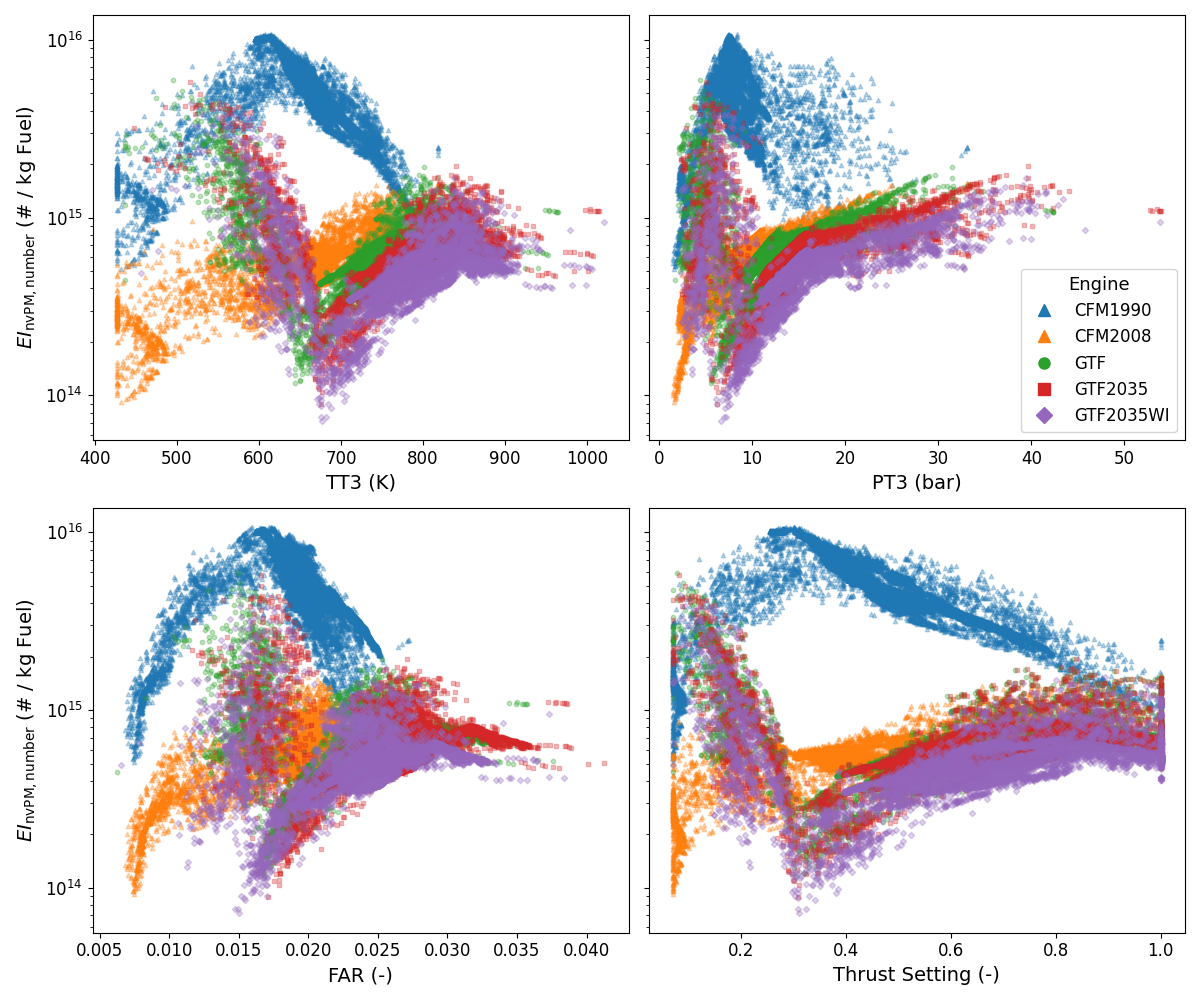 10^16
10^15
10^14
EI_nvPM, number (# / kg Fuel)
400 500 600 700 800 900 1000
TT3 (K)
0 10 20 30 40 50
PT3 (bar)
Engine
CFM1990
CFM2008
GTF
GTF2035
GTF2035WI
10^16
10^15
10^14
EI_nvPM, number (# / kg Fuel)
0.005 0.010 0.015 0.020 0.025 0.030 0.035 0.040
FAR (-)
0.2 0.4 0.6 0.8 1.0
Thrust Setting (-)